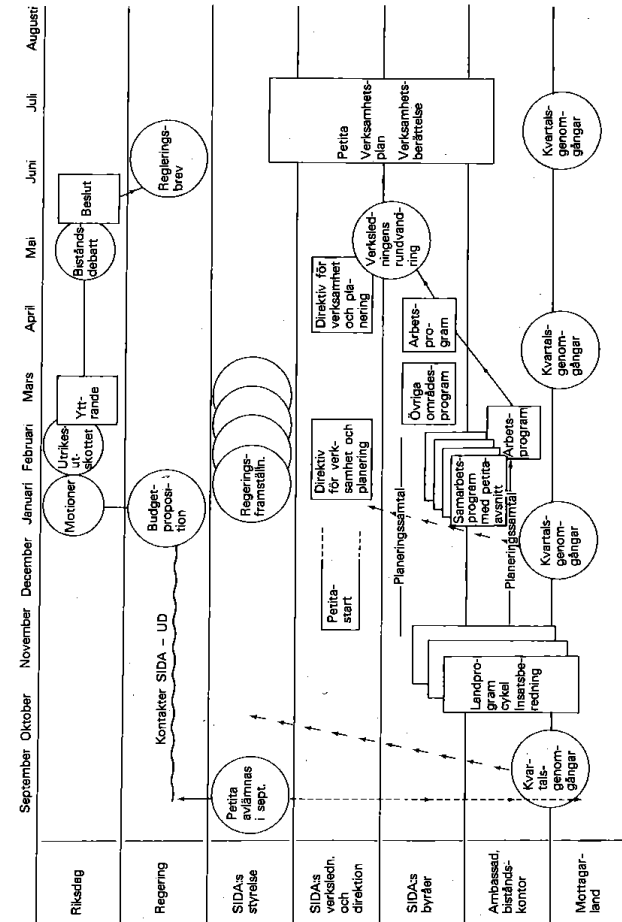 September
Oktober
November
December
Januari
Februari
Mars
April
Mai
Juni
Juli
Augusti
Riksdag
Motioner
Utrikes-
ut-
skottet
Ytt-
rande
Bistånds-
debatt
Beslut
Regering
Kontakter SIDA – UD
Budget-
proposi-
tion
Reglerings-
brev
SIDA:s
styrelse
Petita
avlämnas
i sept.
Regerings-
framställn.
SIDA:s
verksledn.
och
direktion
Petita-
start
Direktiv
för verk-
samhet och
planering
Direktiv för
verksamhet
och pla-
nering
Petita
Verksamhets-
plan
Verksamhets-
berättelse
SIDA:s
byråer
Planeringssamtal
Övriga
områdes-
program
Arbets-
pro-
gram
Verksled-
ningens
rundvand-
ring
Ambassad,
bistånds-
kontor
Landpro-
gram
cykel
Insatsbe-
redning
Samarbets-
program
med petita-
avsnitt
Planeringssamtal
Arbets-
program
Mottagar-
land
Kvar-
tals-
genom-
gångar
Kvartals-
genom-
gångar
Kvartals-
genom-
gångar
Kvartals-
genom-
gångar